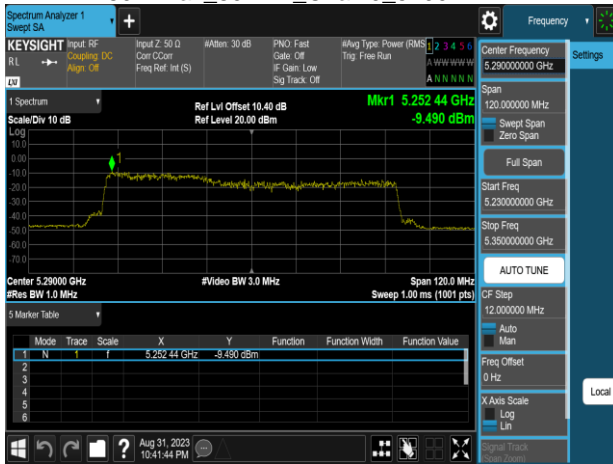 Spectrum Analyzer 1
Swept SA
+
Frequency
KEYSIGHT
RL
LXI
Input: RF
Coupling: DC
Align: Off
Input Z: 50 Ω
Corr CCorr
Freq Ref: Int (S)
#Atten: 30 dB
PNO: Fast
Gate: Off
IF Gain: Low
Sig Track: Off
#Avg Type: Power (RMS
Trig: Free Run
1 2 3 4 5 6
A W W W W W
A N N N N N
Center Frequency
5.290000000 GHz
Settings
Span
120.000000 MHz
Swept Span
Zero Span
Full Span
Start Freq
5.230000000 GHz
Stop Freq
5.350000000 GHz
AUTO TUNE
CF Step
12.000000 MHz
Auto
Man
Freq Offset
0 Hz
X Axis Scale
Log
Lin
Signal Track
(Span Zoom)
Local
1 Spectrum
Scale/Div 10 dB
Ref Lvl Offset 10.40 dB
Ref Level 20.00 dBm
Mkr1 5.252 44 GHz
-9.490 dBm
Log
10.0
0.00
-10.0
-20.0
-30.0
-40.0
-50.0
-60.0
-70.0
1
Center 5.29000 GHz
#Res BW 1.0 MHz
#Video BW 3.0 MHz
Span 120.0 MHz
Sweep 1.00 ms (1001 pts)
5 Marker Table
Mode Trace Scale X Y Function Function Width Function Value
1 N 1 f 5.252 44 GHz -9.490 dBm
2
3
4
5
6
?
Aug 31, 2023
10:41:44 PM